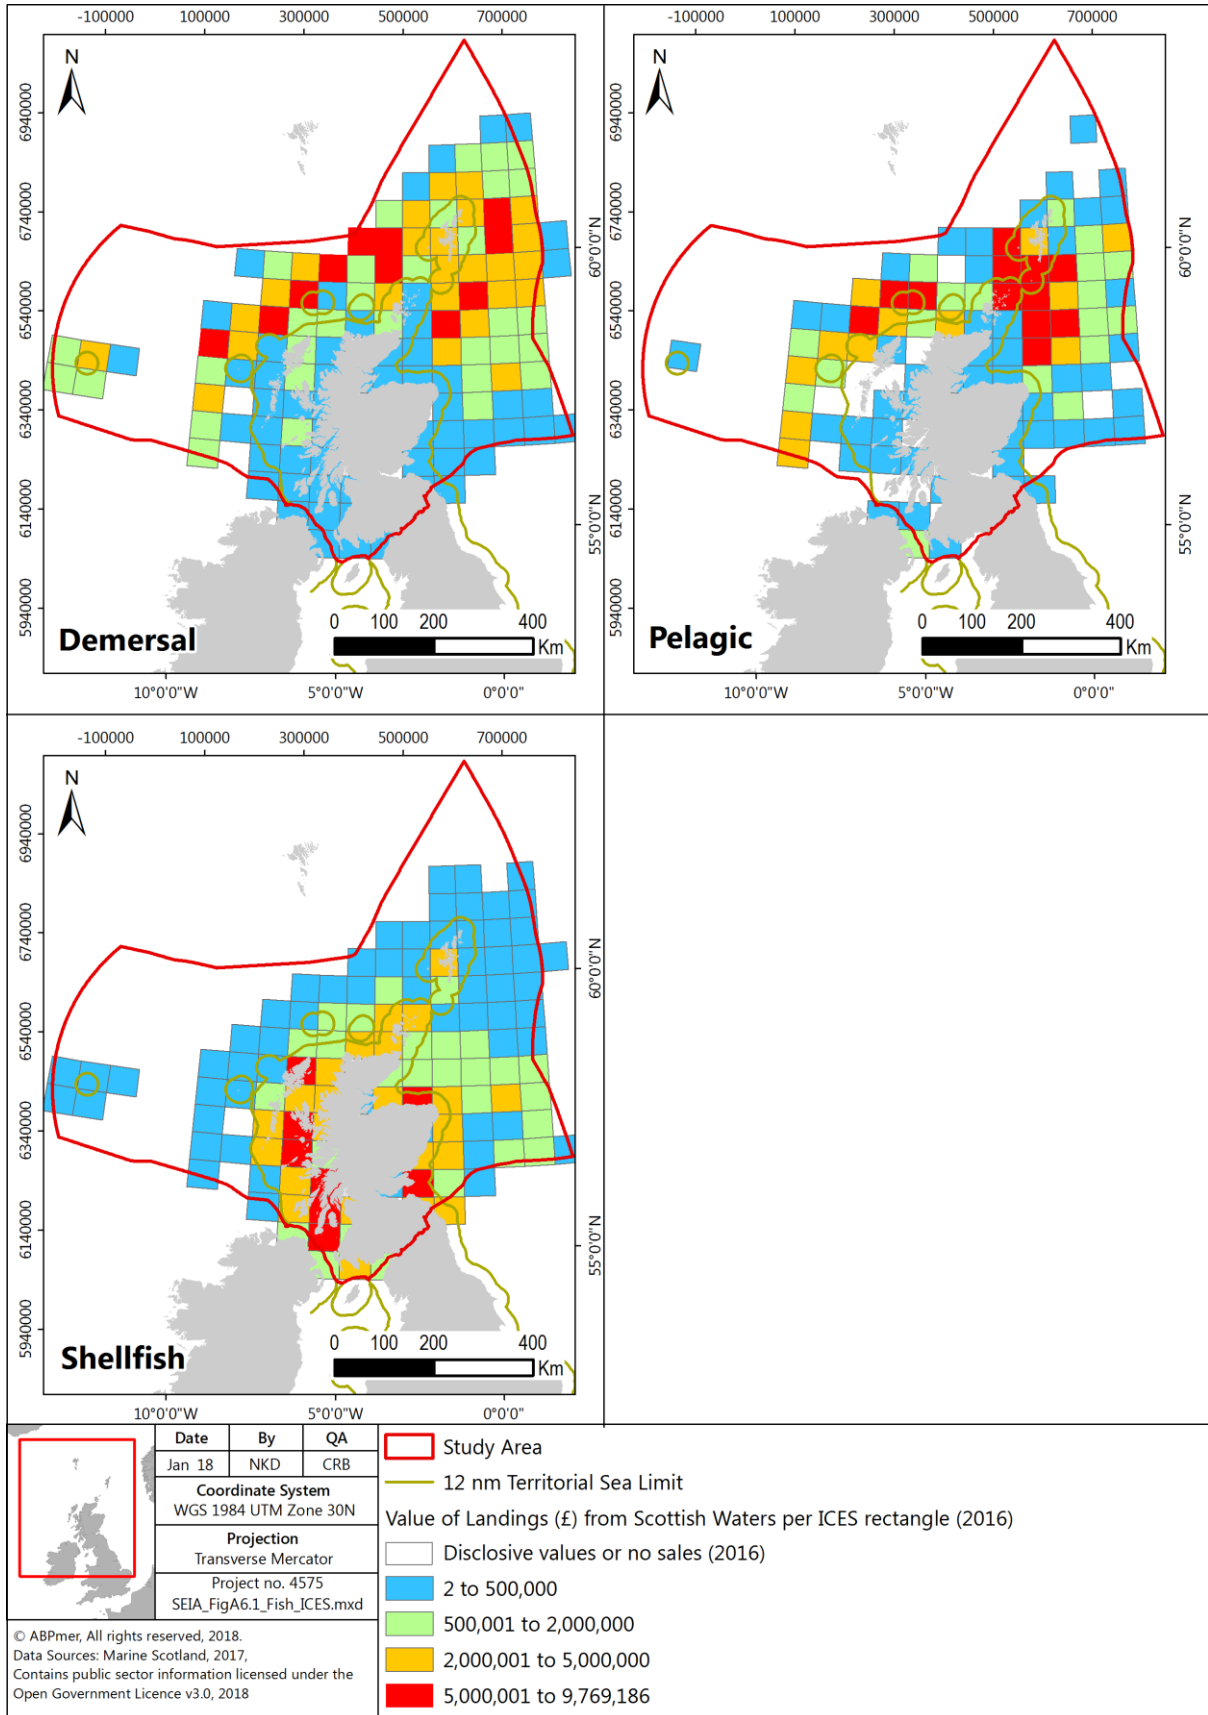 -100000 100000 300000 500000 700000
-100000 100000 300000 500000 700000
N
6940000
6740000
6540000
6340000
6140000
5940000
60°0'0"N
55°0'0"N
0 100 200 400
Km
Demersal
10°0'0"W 5°0'0"W 0°0'0"
N
6940000
6740000
6540000
6340000
6140000
5940000
60°0'0"N
55°0'0"N
0 100 200 400
Km
Pelagic
10°0'0"W 5°0'0"W 0°0'0"
-100000 100000 300000 500000 700000
N
6940000
6740000
6540000
6340000
6140000
5940000
60°0'0"N
55°0'0"N
0 100 200 400
Km
Shellfish
10°0'0"W 5°0'0"W 0°0'0"
Date By QA
Jan 18 NKD CRB
Coordinate System
WGS 1984 UTM Zone 30N
Projection
Transverse Mercator
Project no. 4575
SEIA_FigA6.1_Fish_ICES.mxd
© ABPmer, All rights reserved, 2018.
Data Sources: Marine Scotland, 2017,
Contains public sector information licensed under the
Open Government Licence v3.0, 2018
Study Area
12 nm Territorial Sea Limit
Value of Landings (£) from Scottish Waters per ICES rectangle (2016)
Disclosive values or no sales (2016)
2 to 500,000
500,001 to 2,000,000
2,000,001 to 5,000,000
5,000,001 to 9,769,186